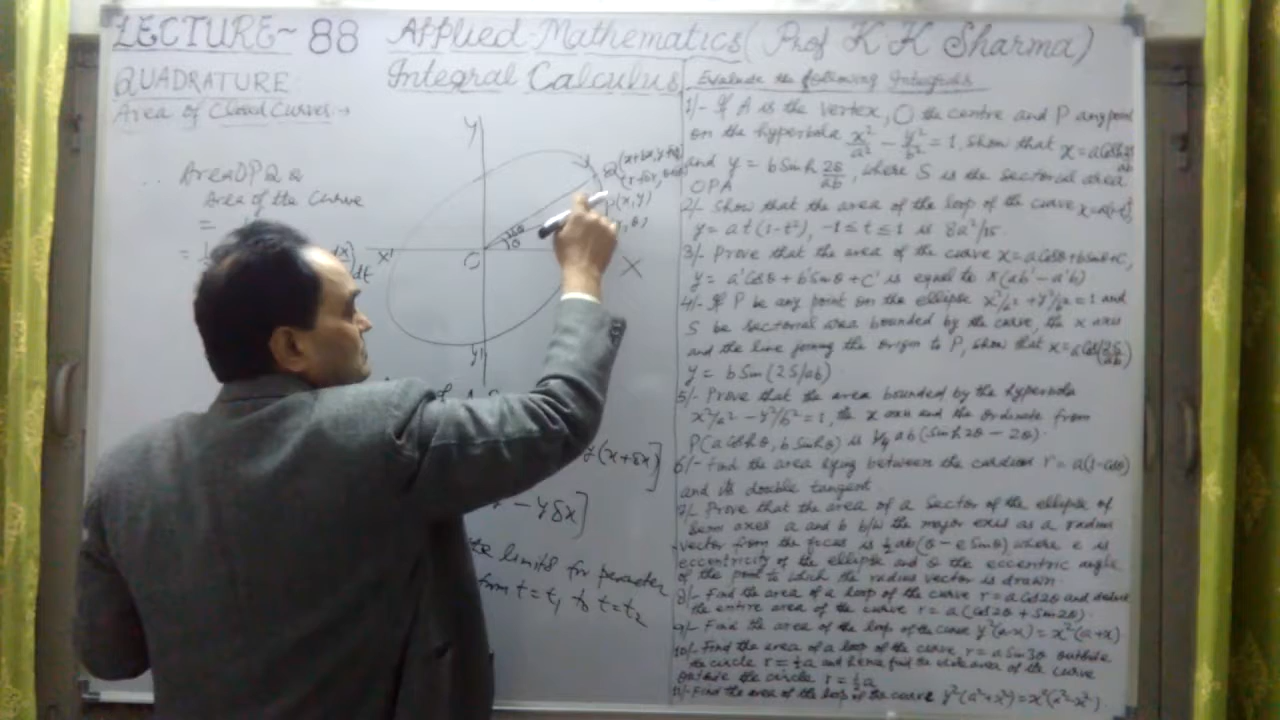 LECTURE~88 Applied Mathematics (Prof K K Sharma)
QUADRATURE
Integral Calculus
Area of Closed Curves →
Area OPQ
Area of the Curve
Y
X'
O
X
Y'
(x+δx, y+δy)
P(x,y)
θ
dt
(x+δx)]
- yδx]
limits for
from t=t₁ to t=t₂
Evaluate the following Integrals
1/- If A is the vertex, O the centre and P any point
on the hyperbola x²/a² - y²/b² = 1, Show that x = a Cosh 2S/ab
and y = b Sinh 2S/ab, where S is the sectorial area
OPA
2/- Show that the area of the loop of the curve
y = at(1-t²), -1≤t≤1 is 8a²/15.
3/- Prove that the area of the curve x = a Cosθ + b Sinθ + c,
y = a'Cosθ + b'Sinθ + c' is equal to π(ab' - a'b)
4/- If P be any point on the ellipse x²/a² + y²/b² = 1 and
S be sectorial area bounded by the curve, the x axis
and the line joining the origin to P, show that x = a Cos(2S/ab)
y = b Sin(2S/ab)
5/- Prove that the area bounded by the hyperbola
x²/a² - y²/b² = 1, the x axis and the ordinate from
P(a Coshθ, b Sinhθ) is ¼ ab(Sinh 2θ - 2θ).
6/- Find the area lying between the cardioid r = a(1-Cosθ)
and its double tangent
7/- Prove that the area of a sector of the ellipse of
Semi axes a and b b/w the major axis as a radius
vector from the focus is ½ab(θ - e Sinθ) where e is
eccentricity of the ellipse and θ the eccentric angle
of the point to which the radius vector is drawn
8/- Find the area of a loop of the curve r = a Cos2θ and deduce
the entire area of the curve r = a(Cos2θ + Sin2θ).
9/- Find the area of the loop of the curve y²(a-x) = x²(a+x)
10/- Find the area of a loop of the curve r = a Sin3θ outside
the circle r = ½a and hence find the whole area of the curve
outside the circle r = ½a
11/- Find the area of the loop of the curve